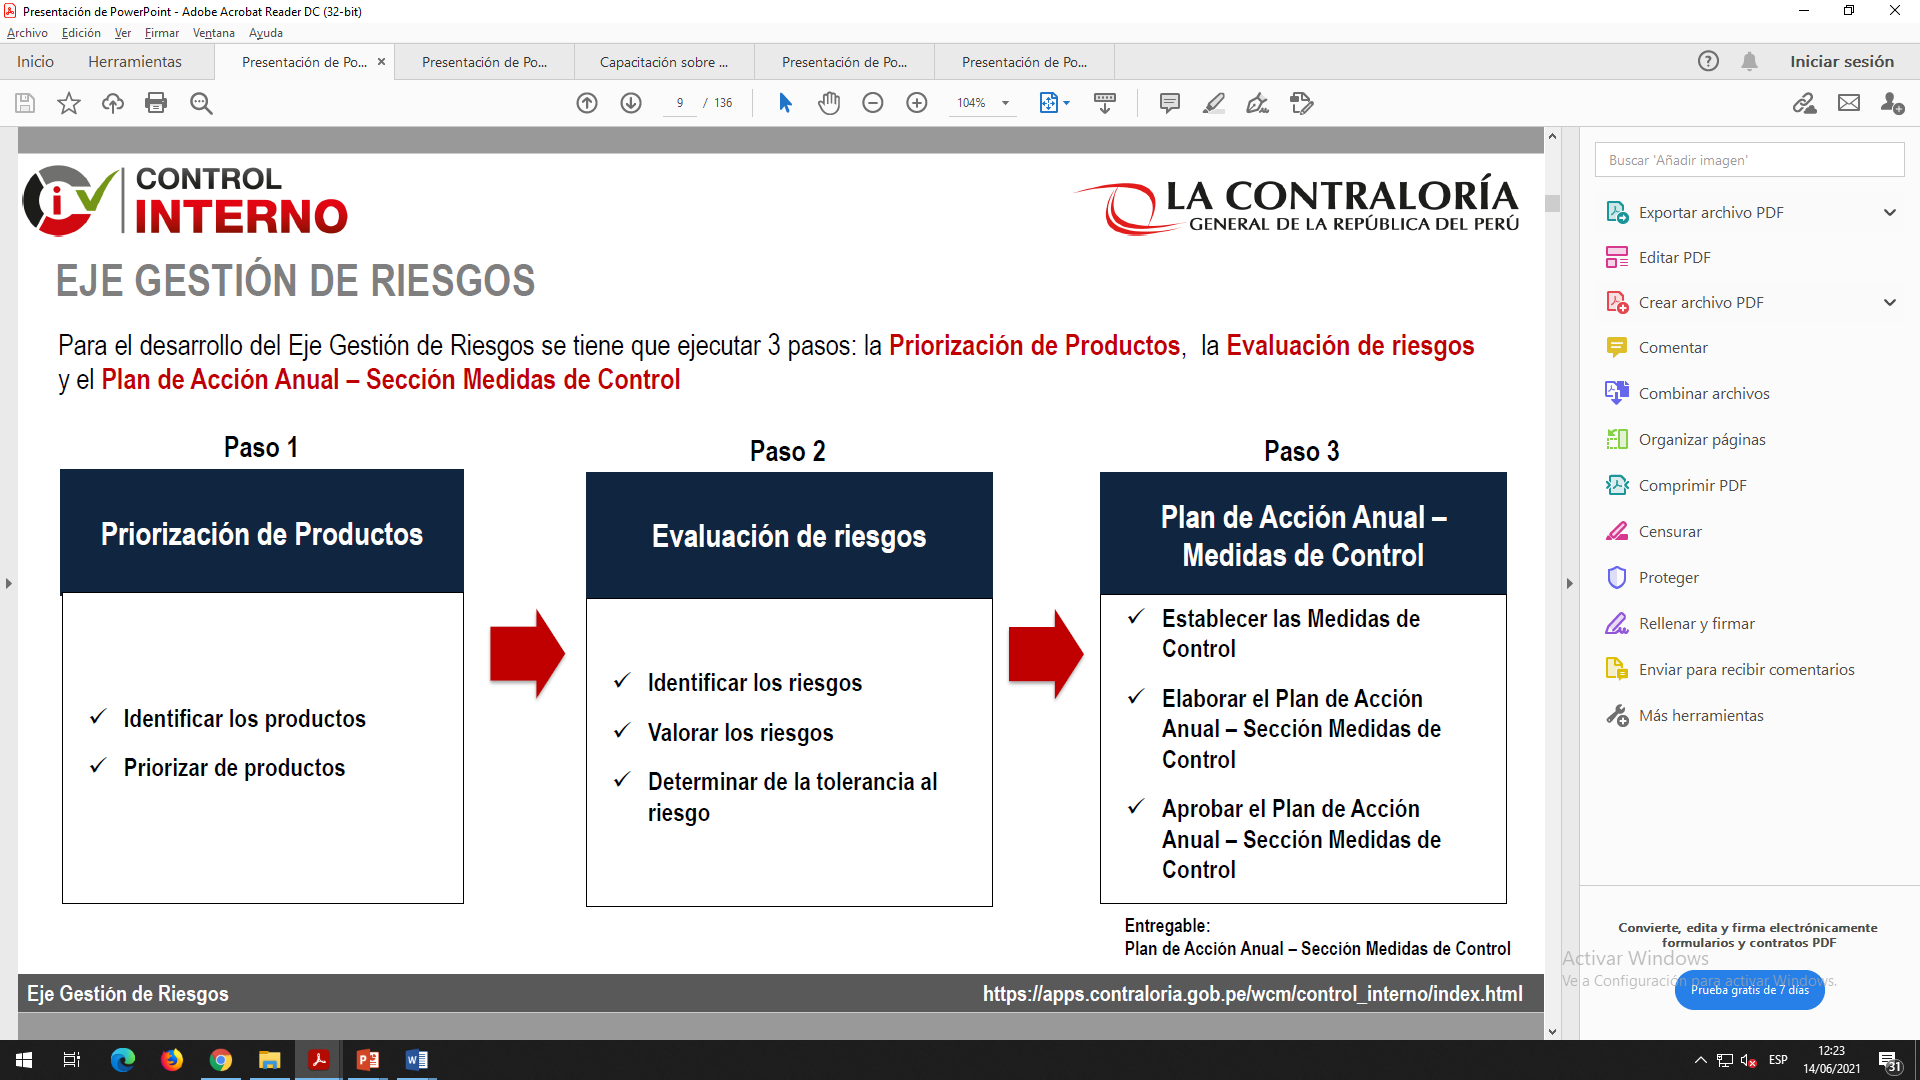 Presentación de PowerPoint - Adobe Acrobat Reader DC (32-bit)
Archivo Edición Ver Firmar Ventana Ayuda
Inicio Herramientas Presentación de Po... × Presentación de Po... Capacitación sobre ... Presentación de Po... Presentación de Po... Iniciar sesión
9 / 136 104%
CONTROL
INTERNO
LA CONTRALORÍA
GENERAL DE LA REPÚBLICA DEL PERÚ
EJE GESTIÓN DE RIESGOS
Para el desarrollo del Eje Gestión de Riesgos se tiene que ejecutar 3 pasos: la Priorización de Productos, la Evaluación de riesgos
y el Plan de Acción Anual – Sección Medidas de Control
Paso 1
Priorización de Productos
✓ Identificar los productos
✓ Priorizar de productos
Paso 2
Evaluación de riesgos
✓ Identificar los riesgos
✓ Valorar los riesgos
✓ Determinar de la tolerancia al
riesgo
Paso 3
Plan de Acción Anual –
Medidas de Control
✓ Establecer las Medidas de
Control
✓ Elaborar el Plan de Acción
Anual – Sección Medidas de
Control
✓ Aprobar el Plan de Acción
Anual – Sección Medidas de
Control
Entregable:
Plan de Acción Anual – Sección Medidas de Control
Eje Gestión de Riesgos
https://apps.contraloria.gob.pe/wcm/control_interno/index.html
Buscar 'Añadir imagen'
Exportar archivo PDF
Editar PDF
Crear archivo PDF
Comentar
Combinar archivos
Organizar páginas
Comprimir PDF
Censurar
Proteger
Rellenar y firmar
Enviar para recibir comentarios
Más herramientas
Convierte, edita y firma electrónicamente
formularios y contratos PDF
Activar Windows
Ve a Configuración para activar Windows.
Prueba gratis de 7 días
ESP
12:23
14/06/2021
31